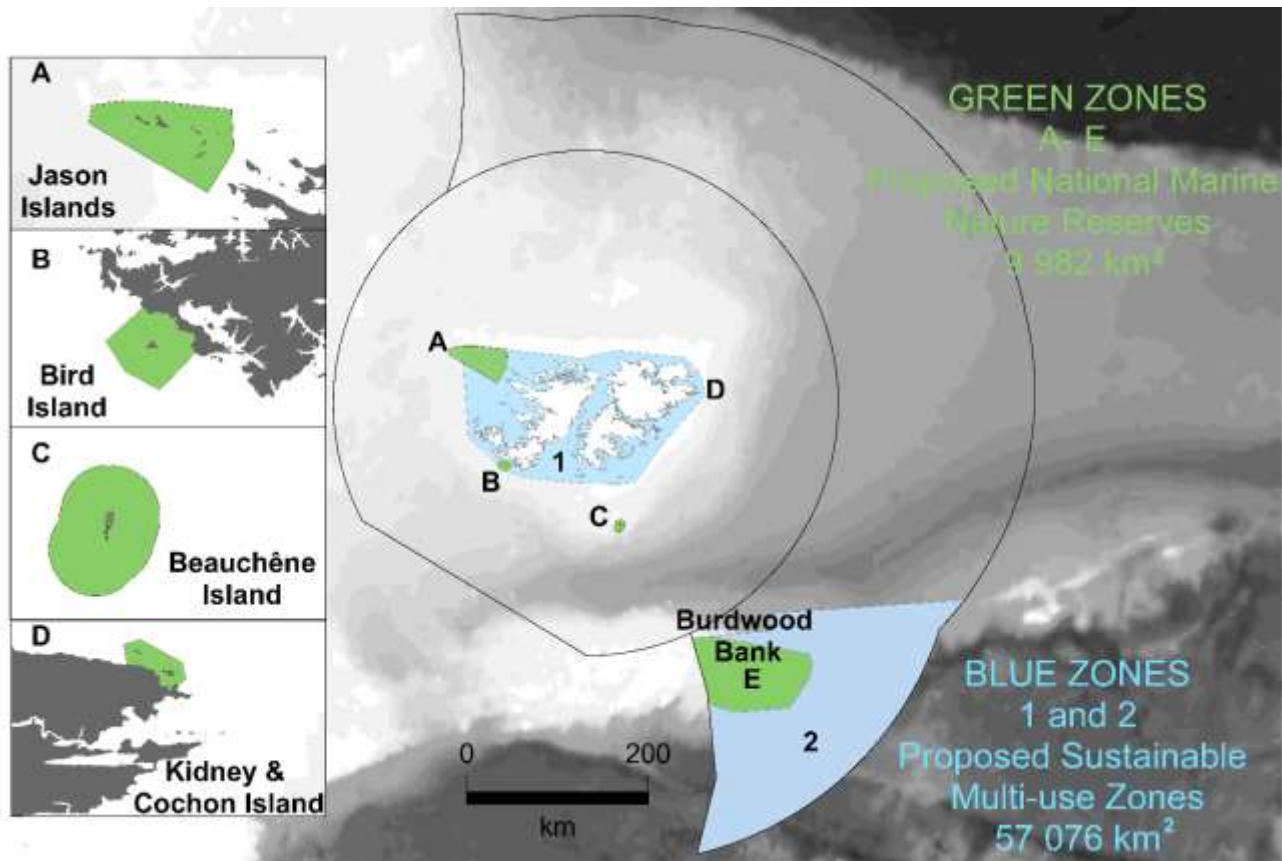 A
Jason
Islands
B
Bird
Island
C
Beauchêne
Island
D
Kidney &
Cochon Island
GREEN ZONES
A- E
Proposed National Marine
Nature Reserves
9 982 km²
A
D
1
B
C
Burdwood
Bank
E
2
0 200
km
BLUE ZONES
1 and 2
Proposed Sustainable
Multi-use Zones
57 076 km²